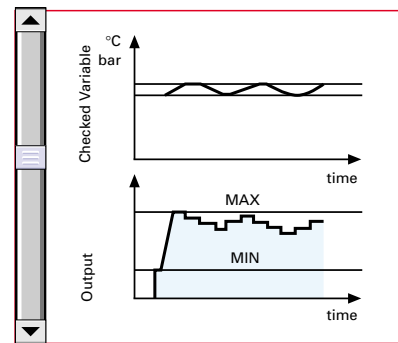 °C
bar
Checked Variable
time
MAX
MIN
Output
time